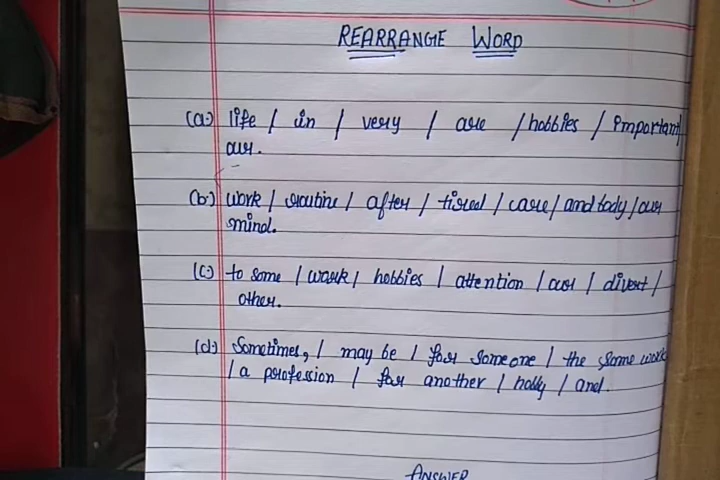 REARRANGE WORD
(a.) life / in / very / are / hobbies / important
our.
(b.) work / routine / after / tired / care / and body / our
mind.
(c.) to some / work / hobbies / attention / our / divert /
other.
(d.) Sometimes, / may be / for someone / the same work
/ a profession / for another / hobby / and.
ANSWER